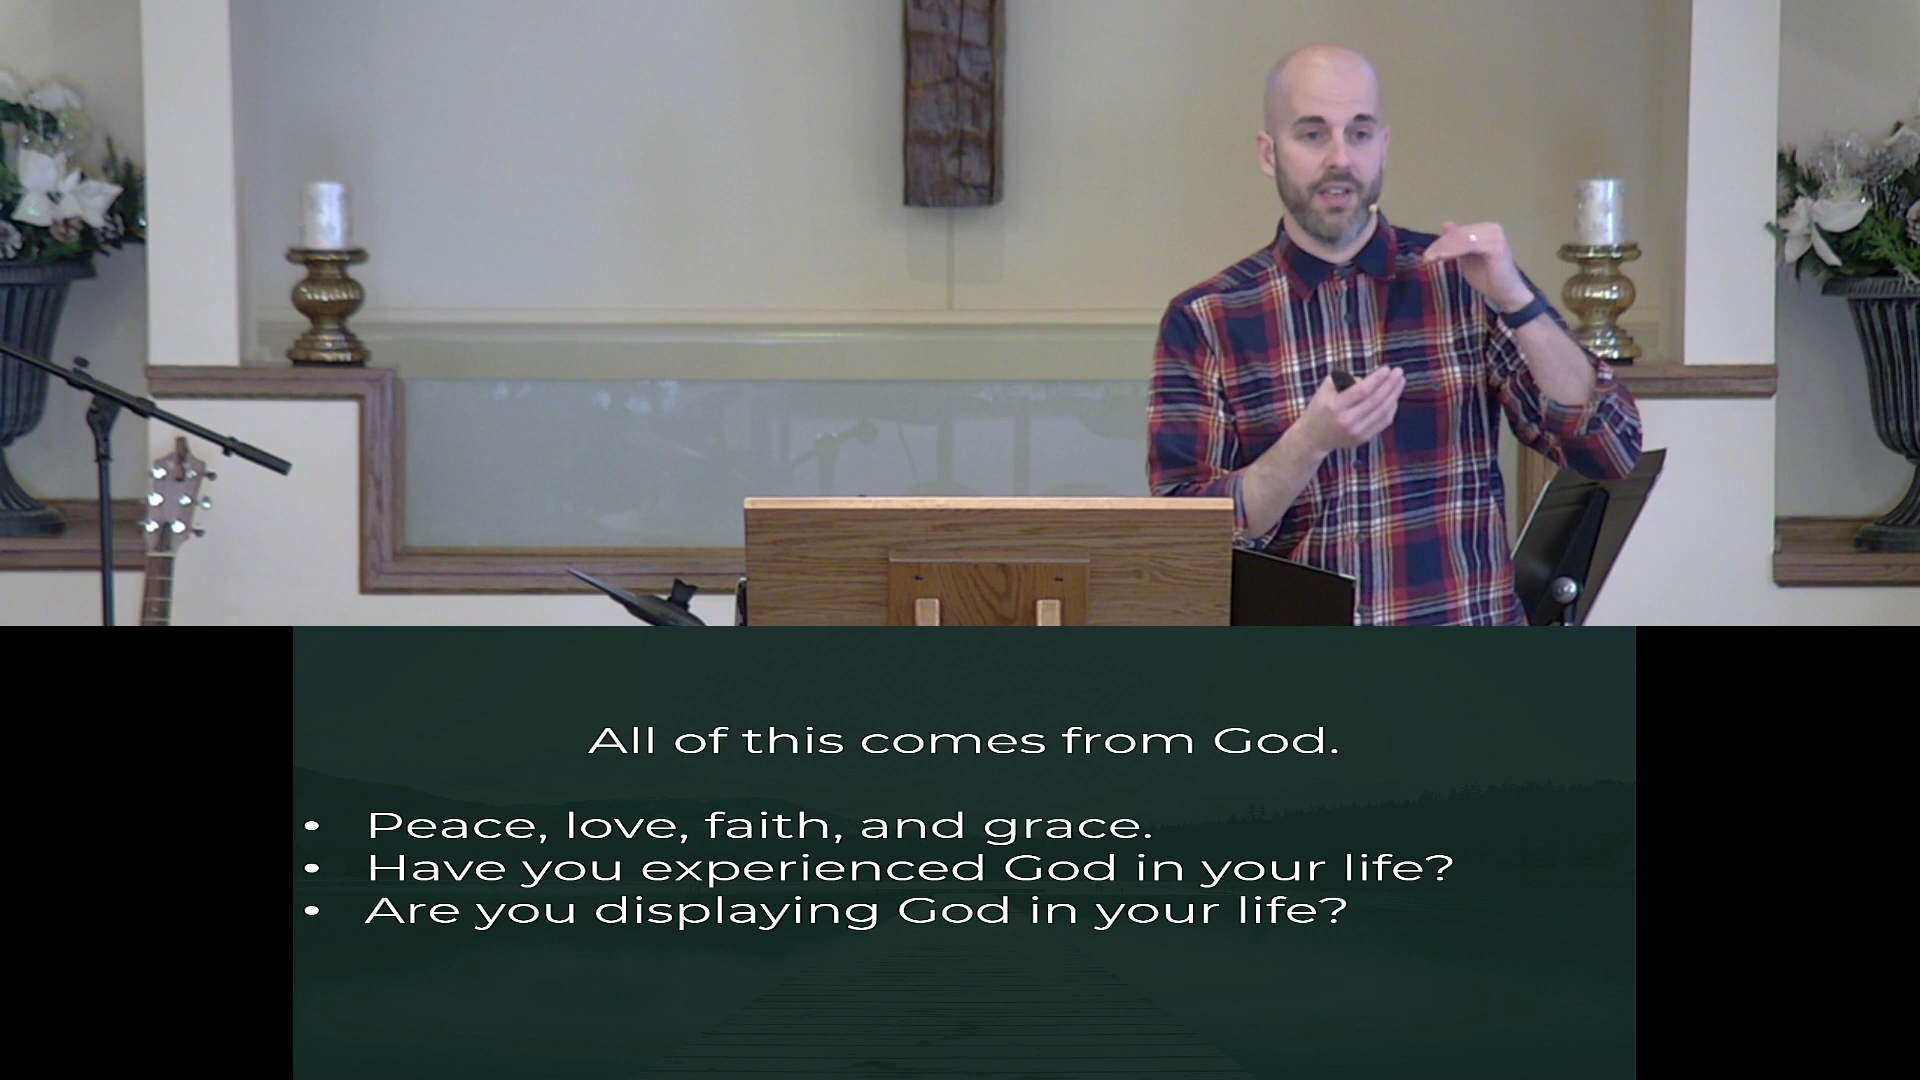 All of this comes from God.
• Peace, love, faith, and grace.
• Have you experienced God in your life?
• Are you displaying God in your life?